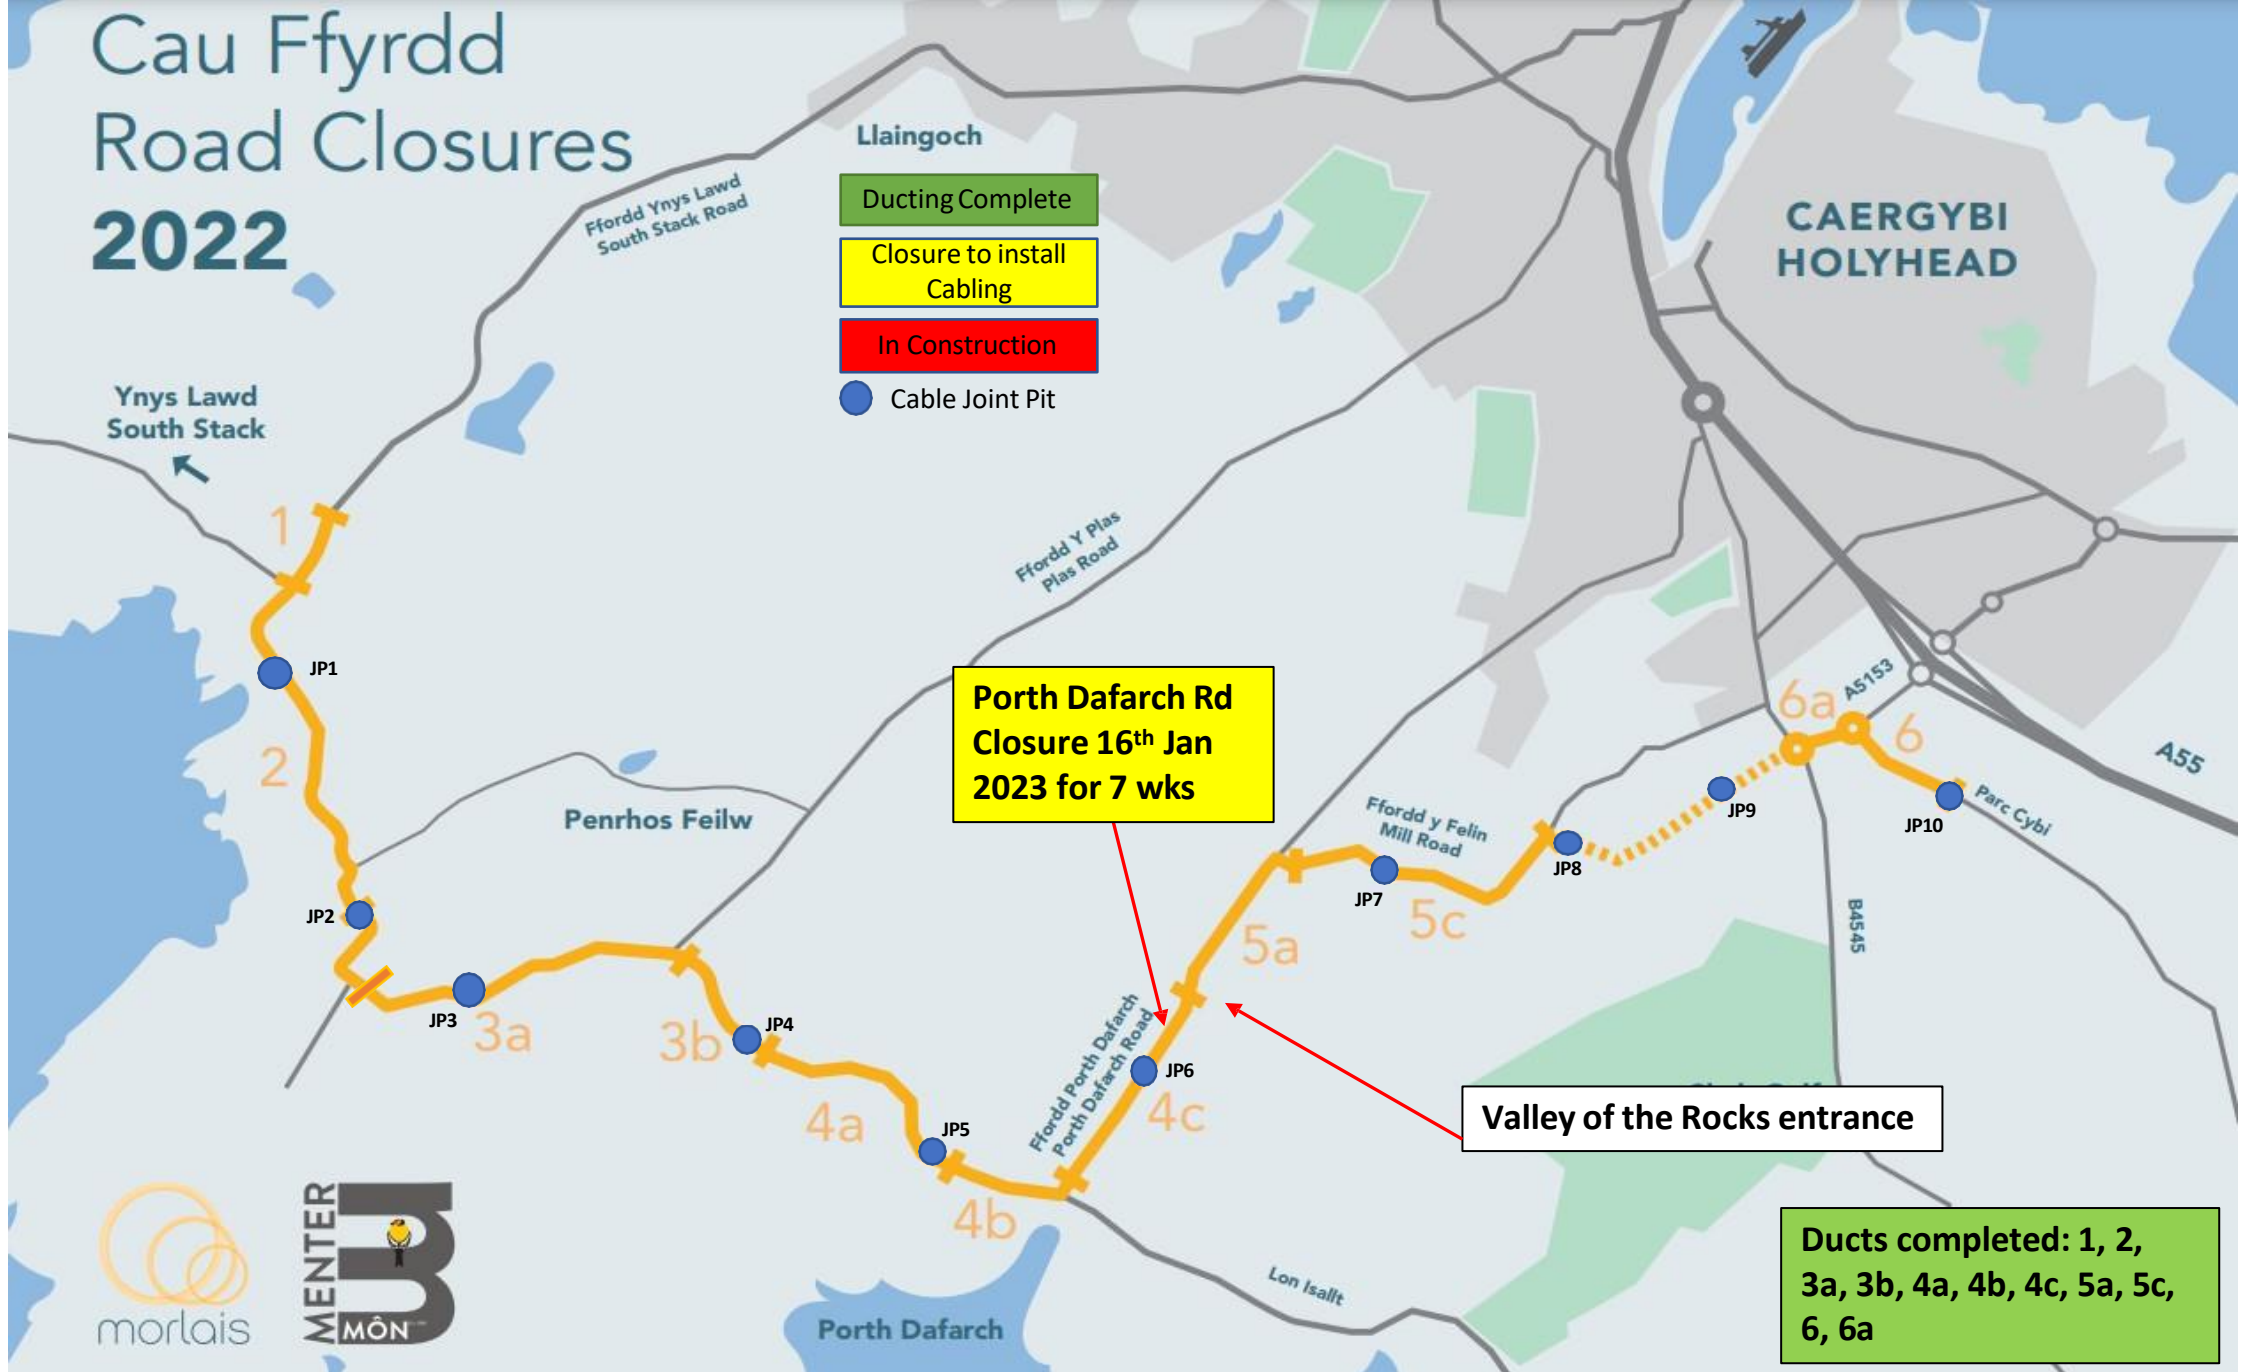 Cau Ffyrdd
Road Closures
2022
Llaingoch
Ffordd Ynys Lawd
South Stack Road
Ducting Complete
Closure to install
Cabling
In Construction
Cable Joint Pit
CAERGYBI
HOLYHEAD
Ynys Lawd
South Stack
1
Ffordd Y Plas
Plas Road
JP1
2
Porth Dafarch Rd
Closure 16th Jan
2023 for 7 wks
6a
A5153
6
A55
Penrhos Feilw
Ffordd y Felin
Mill Road
JP9
Parc Cybi
JP10
JP8
JP7
5c
5a
B4545
JP2
JP3
3a
3b
JP4
Ffordd Porth Dafarch
Porth Dafarch Road
JP6
4c
4a
JP5
4b
Valley of the Rocks entrance
Lon Isallt
Porth Dafarch
morlais
MENTER
MÔN
Ducts completed: 1, 2,
3a, 3b, 4a, 4b, 4c, 5a, 5c,
6, 6a